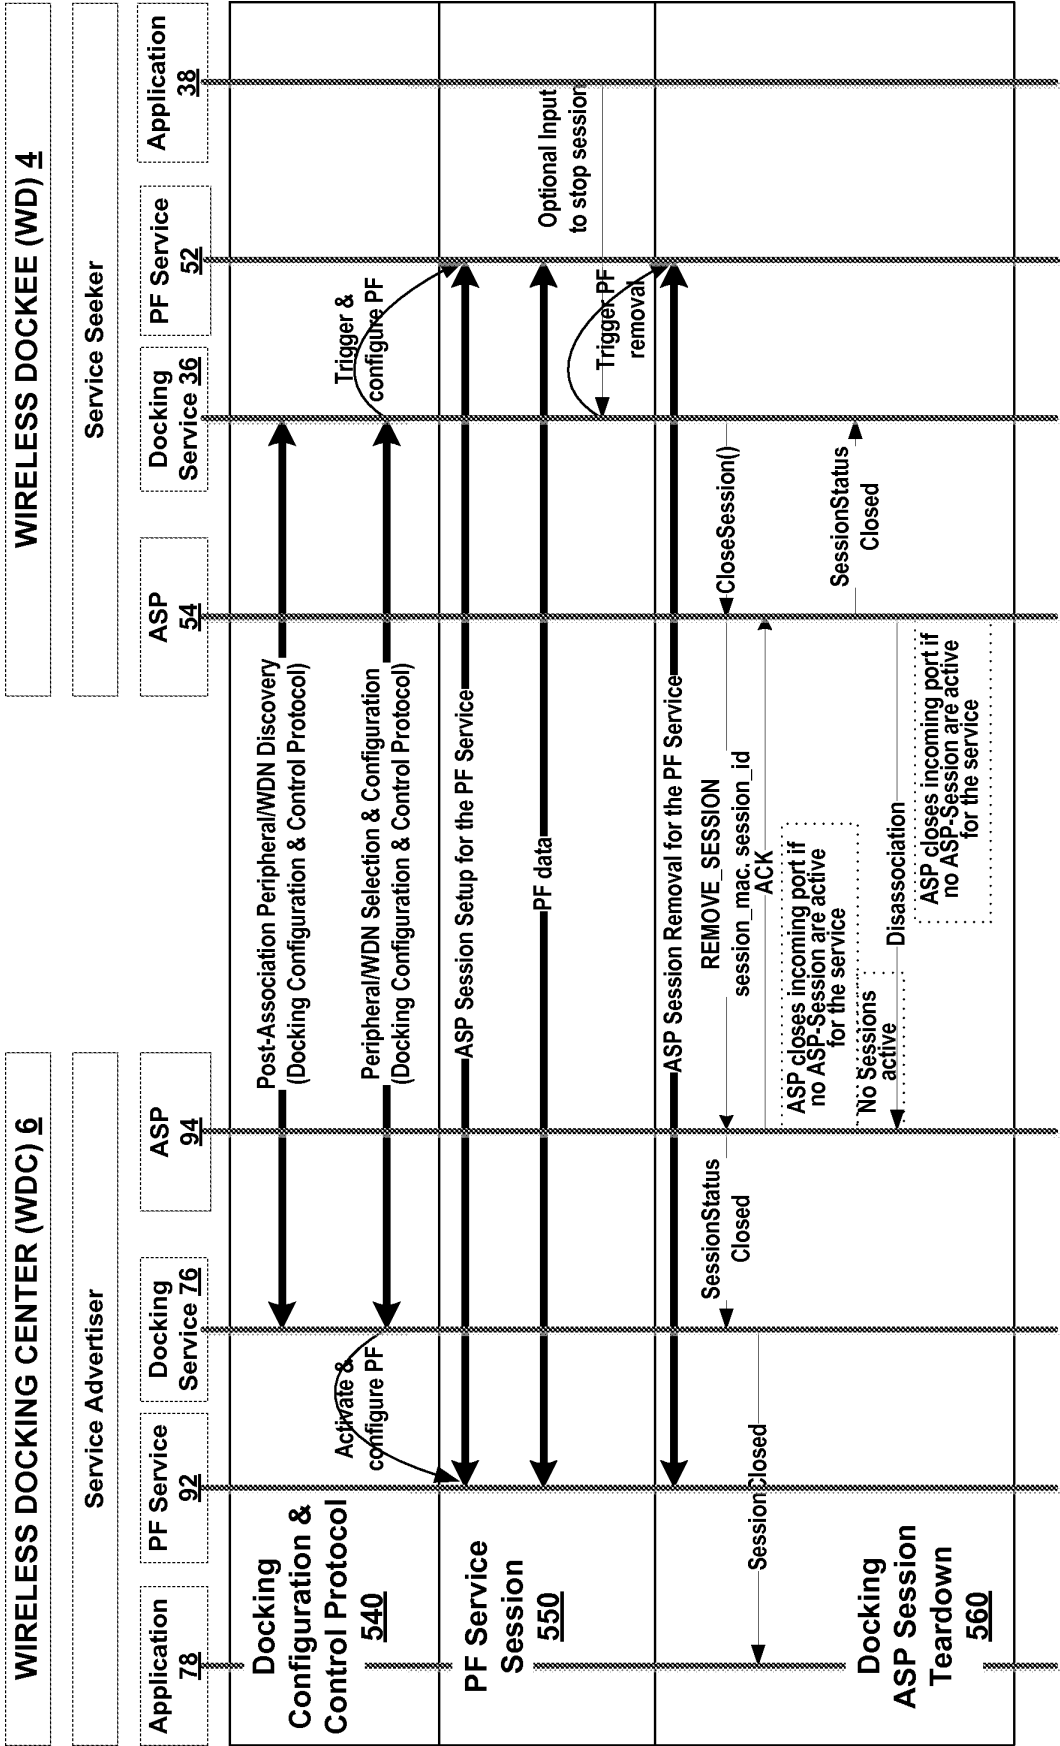 WIRELESS DOCKING CENTER (WDC) 6
WIRELESS DOCKEE (WD) 4
Service Advertiser
Service Seeker
Application
78
PF Service
92
Docking
Service 76
ASP
94
ASP
54
Docking
Service 36
PF Service
52
Application
38
Docking
Configuration &
Control Protocol
540
Post-Association Peripheral/WDN Discovery
(Docking Configuration & Control Protocol)
Activate &
configure PF
Peripheral/WDN Selection & Configuration
(Docking Configuration & Control Protocol)
Trigger &
configure PF
PF Service
Session
550
ASP Session Setup for the PF Service
PF data
Optional Input
to stop session
Trigger PF
removal
ASP Session Removal for the PF Service
CloseSession()
REMOVE_SESSION
session_mac. session_id
SessionStatus
Closed
ACK
SessionClosed
ASP closes incoming port if
no ASP-Session are active
for the service
SessionStatus
Closed
No Sessions
active
Disassociation
ASP closes incoming port if
no ASP-Session are active
for the service
Docking
ASP Session
Teardown
560